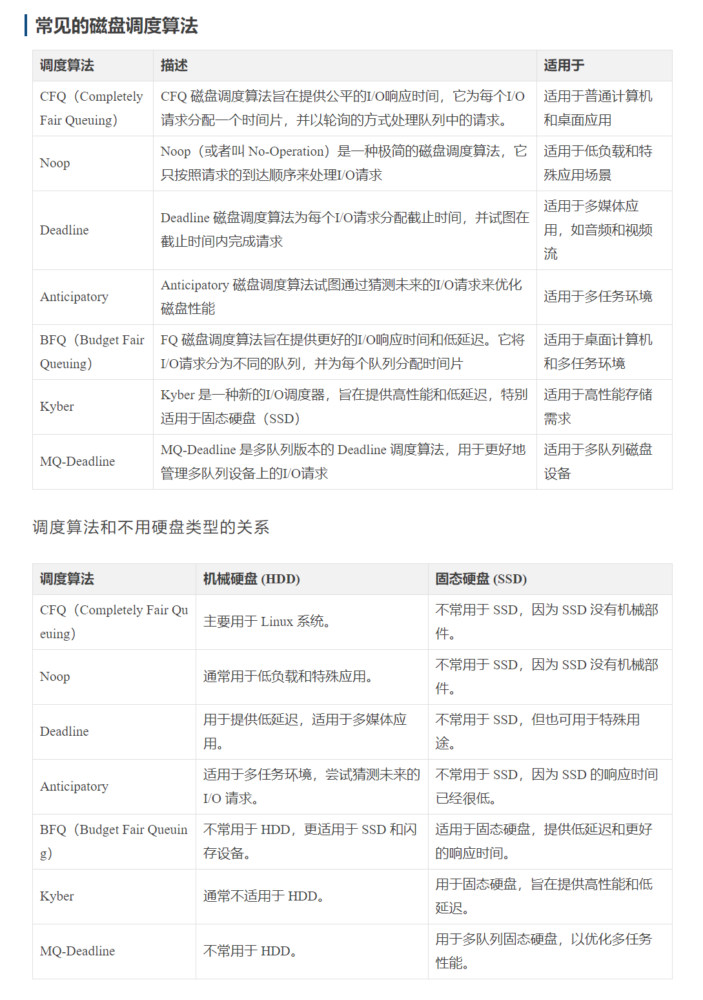 常见的磁盘调度算法
调度算法
描述
适用于
CFQ（Completely
Fair Queuing）
CFQ 磁盘调度算法旨在提供公平的I/O响应时间，它为每个I/O
请求分配一个时间片，并以轮询的方式处理队列中的请求。
适用于普通计算机
和桌面应用
Noop
Noop（或者叫 No-Operation）是一种极简的磁盘调度算法，它
只按照请求的到达顺序来处理I/O请求
适用于低负载和特
殊应用场景
Deadline
Deadline 磁盘调度算法为每个I/O请求分配截止时间，并试图在
截止时间内完成请求
适用于多媒体应
用，如音频和视频
流
Anticipatory
Anticipatory 磁盘调度算法试图通过猜测未来的I/O请求来优化
磁盘性能
适用于多任务环境
BFQ（Budget Fair
Queuing）
FQ 磁盘调度算法旨在提供更好的I/O响应时间和低延迟。它将
I/O请求分为不同的队列，并为每个队列分配时间片
适用于桌面计算机
和多任务环境
Kyber
Kyber 是一种新的I/O调度器，旨在提供高性能和低延迟，特别
适用于固态硬盘（SSD）
适用于高性能存储
需求
MQ-Deadline
MQ-Deadline 是多队列版本的 Deadline 调度算法，用于更好地
管理多队列设备上的I/O请求
适用于多队列磁盘
设备
调度算法和不用硬盘类型的关系
调度算法
机械硬盘 (HDD)
固态硬盘 (SSD)
CFQ（Completely Fair Qu
euing）
主要用于 Linux 系统。
不常用于 SSD，因为 SSD 没有机械部
件。
Noop
通常用于低负载和特殊应用。
不常用于 SSD，因为 SSD 没有机械部
件。
Deadline
用于提供低延迟，适用于多媒体应
用。
不常用于 SSD，但也可用于特殊用
途。
Anticipatory
适用于多任务环境，尝试猜测未来的
I/O 请求。
不常用于 SSD，因为 SSD 的响应时间
已经很低。
BFQ（Budget Fair Queuin
g）
不常用于 HDD，更适用于 SSD 和闪
存设备。
适用于固态硬盘，提供低延迟和更好
的响应时间。
Kyber
通常不适用于 HDD。
用于固态硬盘，旨在提供高性能和低
延迟。
MQ-Deadline
不常用于 HDD。
用于多队列固态硬盘，以优化多任务
性能。